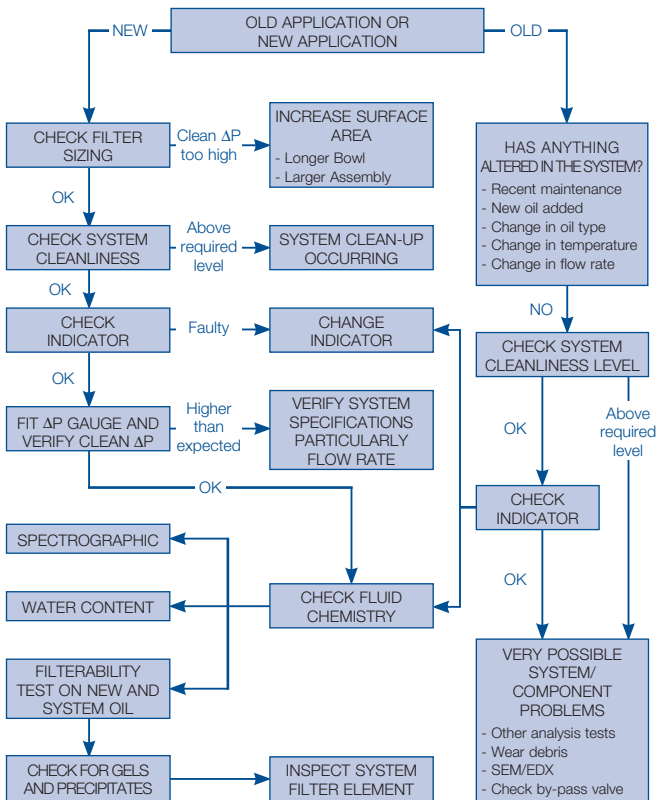 OLD APPLICATION OR
NEW APPLICATION
NEW
OLD
CHECK FILTER
SIZING
Clean ΔP
too high
INCREASE SURFACE
AREA
- Longer Bowl
- Larger Assembly
HAS ANYTHING
ALTERED IN THE SYSTEM?
- Recent maintenance
- New oil added
- Change in oil type
- Change in temperature
- Change in flow rate
OK
CHECK SYSTEM
CLEANLINESS
Above
required
level
SYSTEM CLEAN-UP
OCCURRING
OK
NO
CHECK
INDICATOR
Faulty
CHANGE
INDICATOR
CHECK SYSTEM
CLEANLINESS LEVEL
OK
FIT ΔP GAUGE AND
VERIFY CLEAN ΔP
Higher
than
expected
VERIFY SYSTEM
SPECIFICATIONS
PARTICULARLY
FLOW RATE
OK
Above
required
level
OK
CHECK
INDICATOR
SPECTROGRAPHIC
WATER CONTENT
CHECK FLUID
CHEMISTRY
OK
FILTERABILITY
TEST ON NEW AND
SYSTEM OIL
VERY POSSIBLE
SYSTEM/
COMPONENT
PROBLEMS
- Other analysis tests
- Wear debris
- SEM/EDX
- Check by-pass valve
CHECK FOR GELS
AND PRECIPITATES
INSPECT SYSTEM
FILTER ELEMENT